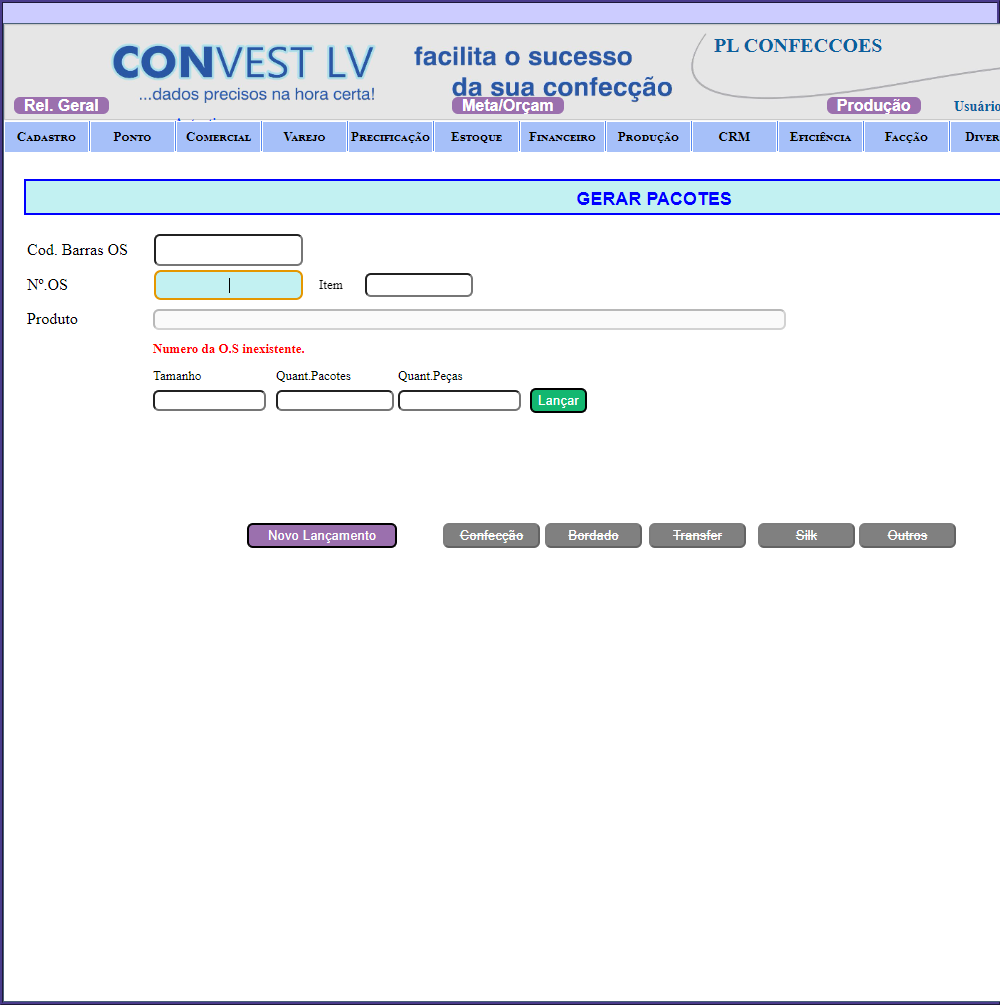 CONVEST LV
...dados precisos na hora certa!
facilita o sucesso
da sua confecção
PL CONFECCOES
Rel. Geral
Meta/Orçam
Produção
Usuário
Cadastro Ponto Comercial Varejo Precificação Estoque Financeiro Produção CRM Eficiência Facção
GERAR PACOTES
Cod. Barras OS
Nº.OS Item
Produto
Numero da O.S inexistente.
Tamanho Quant.Pacotes Quant.Peças
Lançar
Novo Lançamento Confecção Bordado Transfer Silk Outros